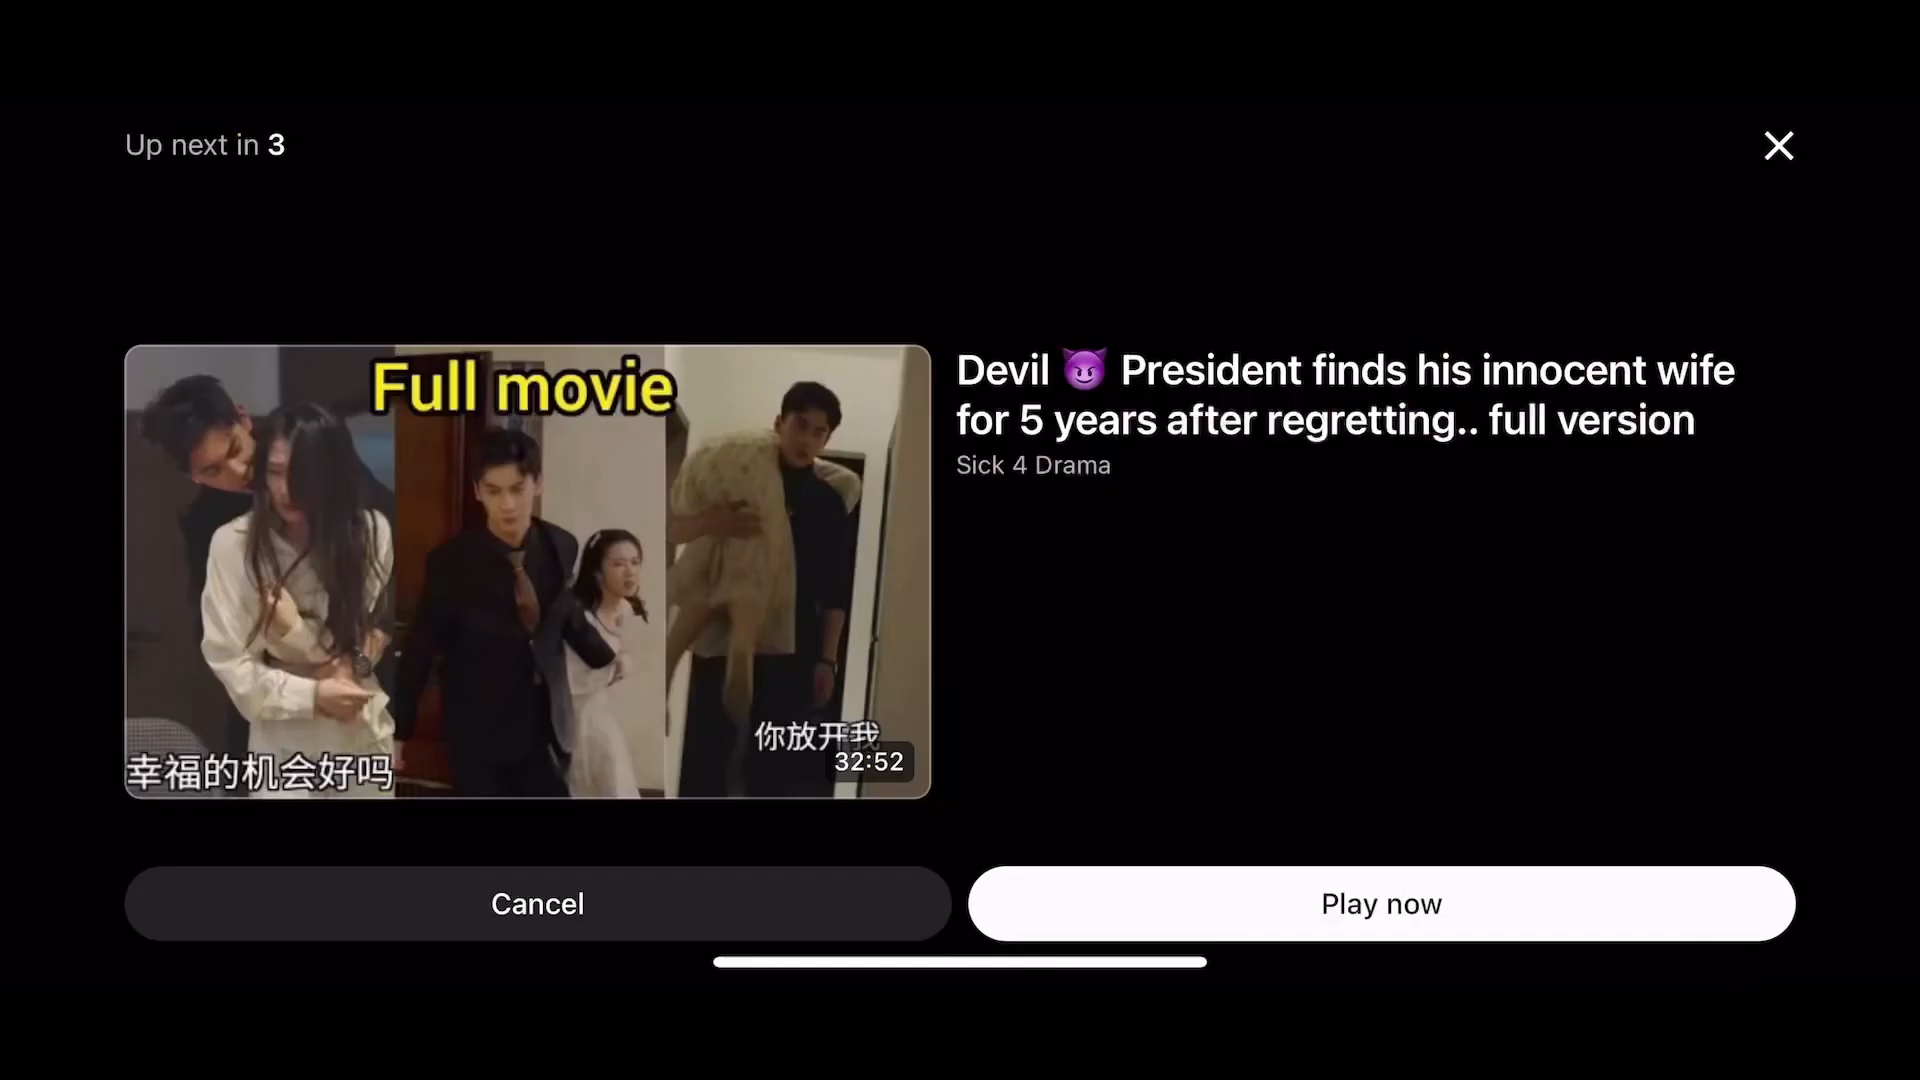 Up next in 3
Full movie
幸福的机会好吗
你放开我
32:52
Devil 😈 President finds his innocent wife
for 5 years after regretting.. full version
Sick 4 Drama
Cancel
Play now